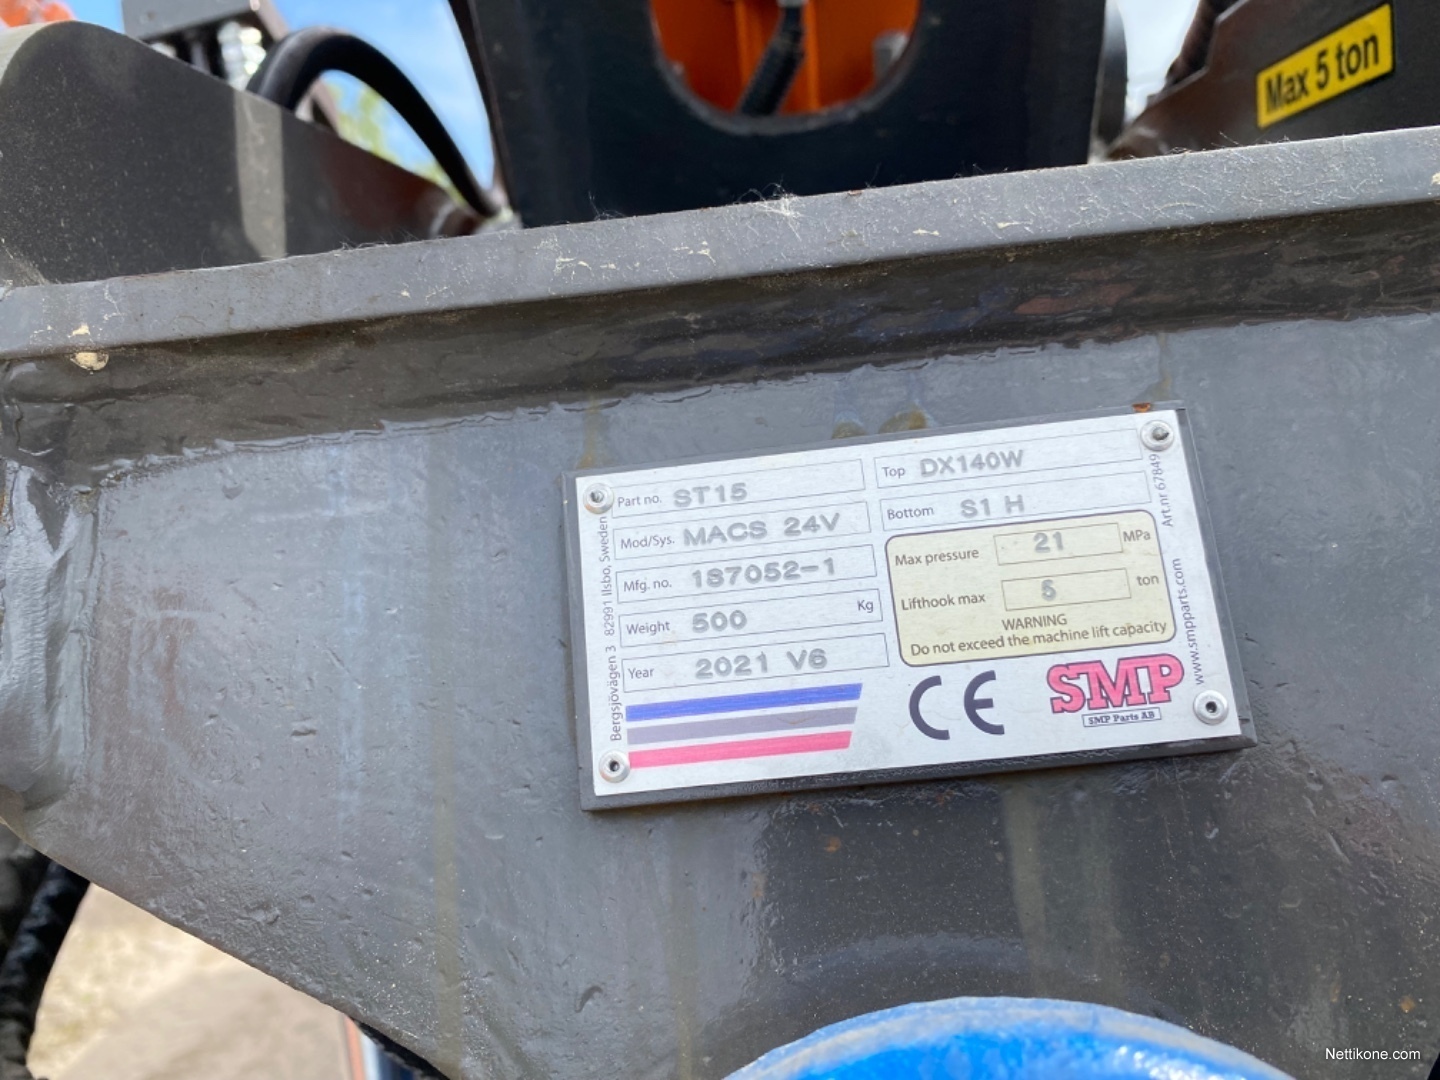 Max 5 ton
Part no. ST15
Mod/Sys. MACS 24V
Mfg. no. 187052-1
Weight 500 Kg
Year 2021 V6
Top DX140W
Bottom S1 H
Max pressure 21 MPa
Lifthook max 5 ton
WARNING
Do not exceed the machine lift capacity
CE
SMP
SMP Parts AB
Bergsjövägen 3 82991 Ilsbo, Sweden
www.smpparts.com Art.nr 67849
Nettikone.com